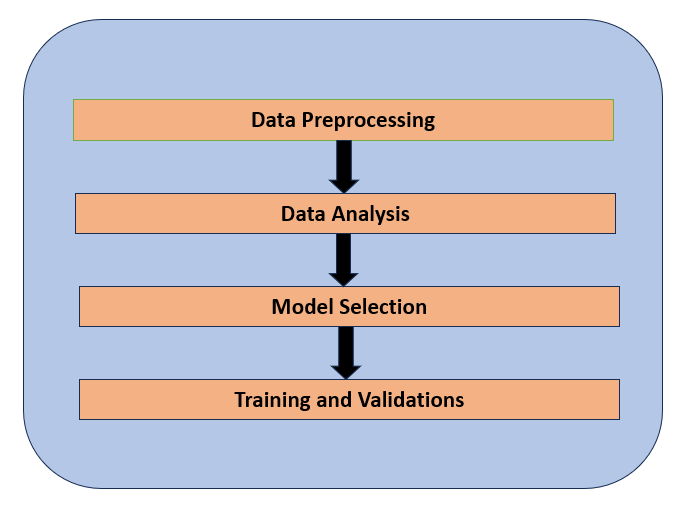 Data Preprocessing
Data Analysis
Model Selection
Training and Validations